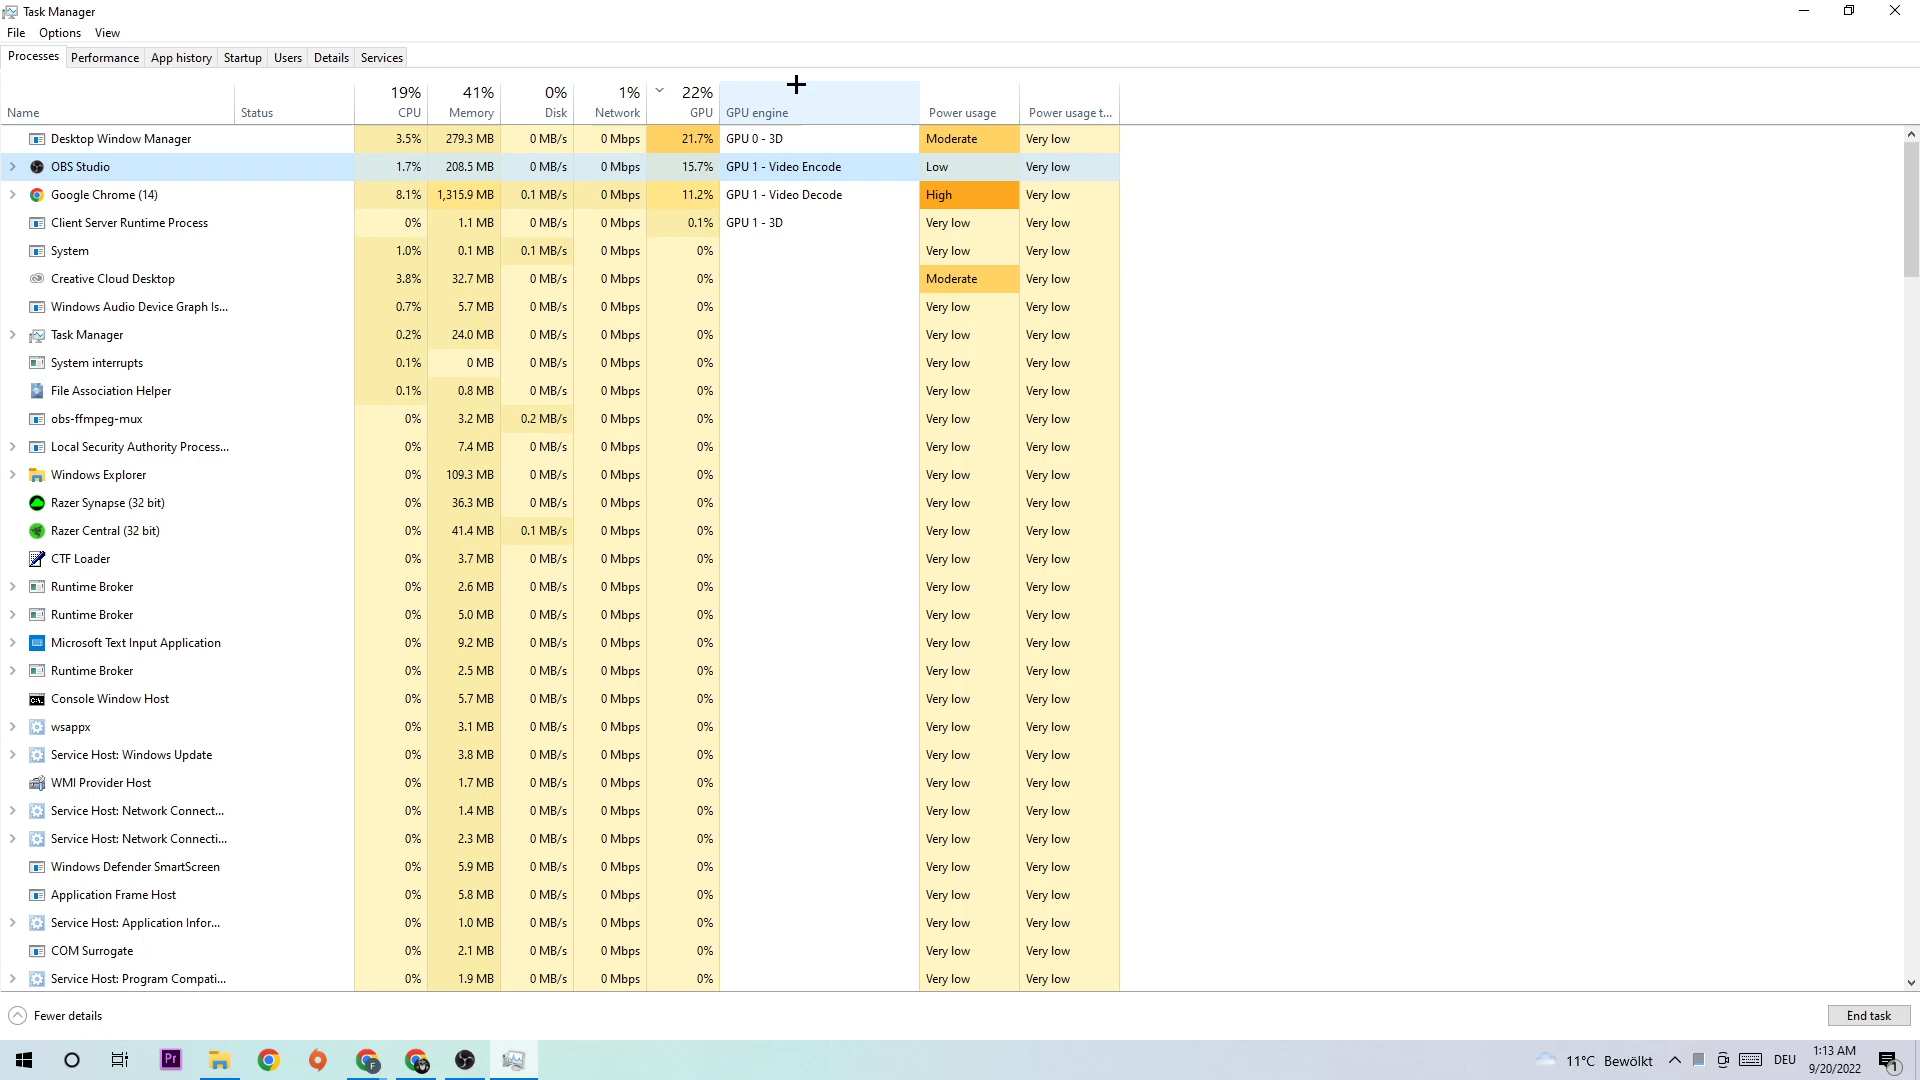 Task Manager
File Options View
Processes Performance App history Startup Users Details Services
19% 41% 0% 1% 22%
Name Status CPU Memory Disk Network GPU GPU engine Power usage Power usage t...
Desktop Window Manager 3.5% 279.3 MB 0 MB/s 0 Mbps 21.7% GPU 0 - 3D Moderate Very low
OBS Studio 1.7% 208.5 MB 0 MB/s 0 Mbps 15.7% GPU 1 - Video Encode Low Very low
Google Chrome (14) 8.1% 1,315.9 MB 0.1 MB/s 0 Mbps 11.2% GPU 1 - Video Decode High Very low
Client Server Runtime Process 0% 1.1 MB 0 MB/s 0 Mbps 0.1% GPU 1 - 3D Very low Very low
System 1.0% 0.1 MB 0.1 MB/s 0 Mbps 0% Very low Very low
Creative Cloud Desktop 3.8% 32.7 MB 0 MB/s 0 Mbps 0% Moderate Very low
Windows Audio Device Graph Is... 0.7% 5.7 MB 0 MB/s 0 Mbps 0% Very low Very low
Task Manager 0.2% 24.0 MB 0 MB/s 0 Mbps 0% Very low Very low
System interrupts 0.1% 0 MB 0 MB/s 0 Mbps 0% Very low Very low
File Association Helper 0.1% 0.8 MB 0 MB/s 0 Mbps 0% Very low Very low
obs-ffmpeg-mux 0% 3.2 MB 0.2 MB/s 0 Mbps 0% Very low Very low
Local Security Authority Process... 0% 7.4 MB 0 MB/s 0 Mbps 0% Very low Very low
Windows Explorer 0% 109.3 MB 0 MB/s 0 Mbps 0% Very low Very low
Razer Synapse (32 bit) 0% 36.3 MB 0 MB/s 0 Mbps 0% Very low Very low
Razer Central (32 bit) 0% 41.4 MB 0.1 MB/s 0 Mbps 0% Very low Very low
CTF Loader 0% 3.7 MB 0 MB/s 0 Mbps 0% Very low Very low
Runtime Broker 0% 2.6 MB 0 MB/s 0 Mbps 0% Very low Very low
Runtime Broker 0% 5.0 MB 0 MB/s 0 Mbps 0% Very low Very low
Microsoft Text Input Application 0% 9.2 MB 0 MB/s 0 Mbps 0% Very low Very low
Runtime Broker 0% 2.5 MB 0 MB/s 0 Mbps 0% Very low Very low
Console Window Host 0% 5.7 MB 0 MB/s 0 Mbps 0% Very low Very low
wsappx 0% 3.1 MB 0 MB/s 0 Mbps 0% Very low Very low
Service Host: Windows Update 0% 3.8 MB 0 MB/s 0 Mbps 0% Very low Very low
WMI Provider Host 0% 1.7 MB 0 MB/s 0 Mbps 0% Very low Very low
Service Host: Network Connect... 0% 1.4 MB 0 MB/s 0 Mbps 0% Very low Very low
Service Host: Network Connecti... 0% 2.3 MB 0 MB/s 0 Mbps 0% Very low Very low
Windows Defender SmartScreen 0% 5.9 MB 0 MB/s 0 Mbps 0% Very low Very low
Application Frame Host 0% 5.8 MB 0 MB/s 0 Mbps 0% Very low Very low
Service Host: Application Infor... 0% 1.0 MB 0 MB/s 0 Mbps 0% Very low Very low
COM Surrogate 0% 2.1 MB 0 MB/s 0 Mbps 0% Very low Very low
Service Host: Program Compati... 0% 1.9 MB 0 MB/s 0 Mbps 0% Very low Very low
Fewer details End task
Pr F 11°C Bewölkt DEU 1:13 AM 1
9/20/2022